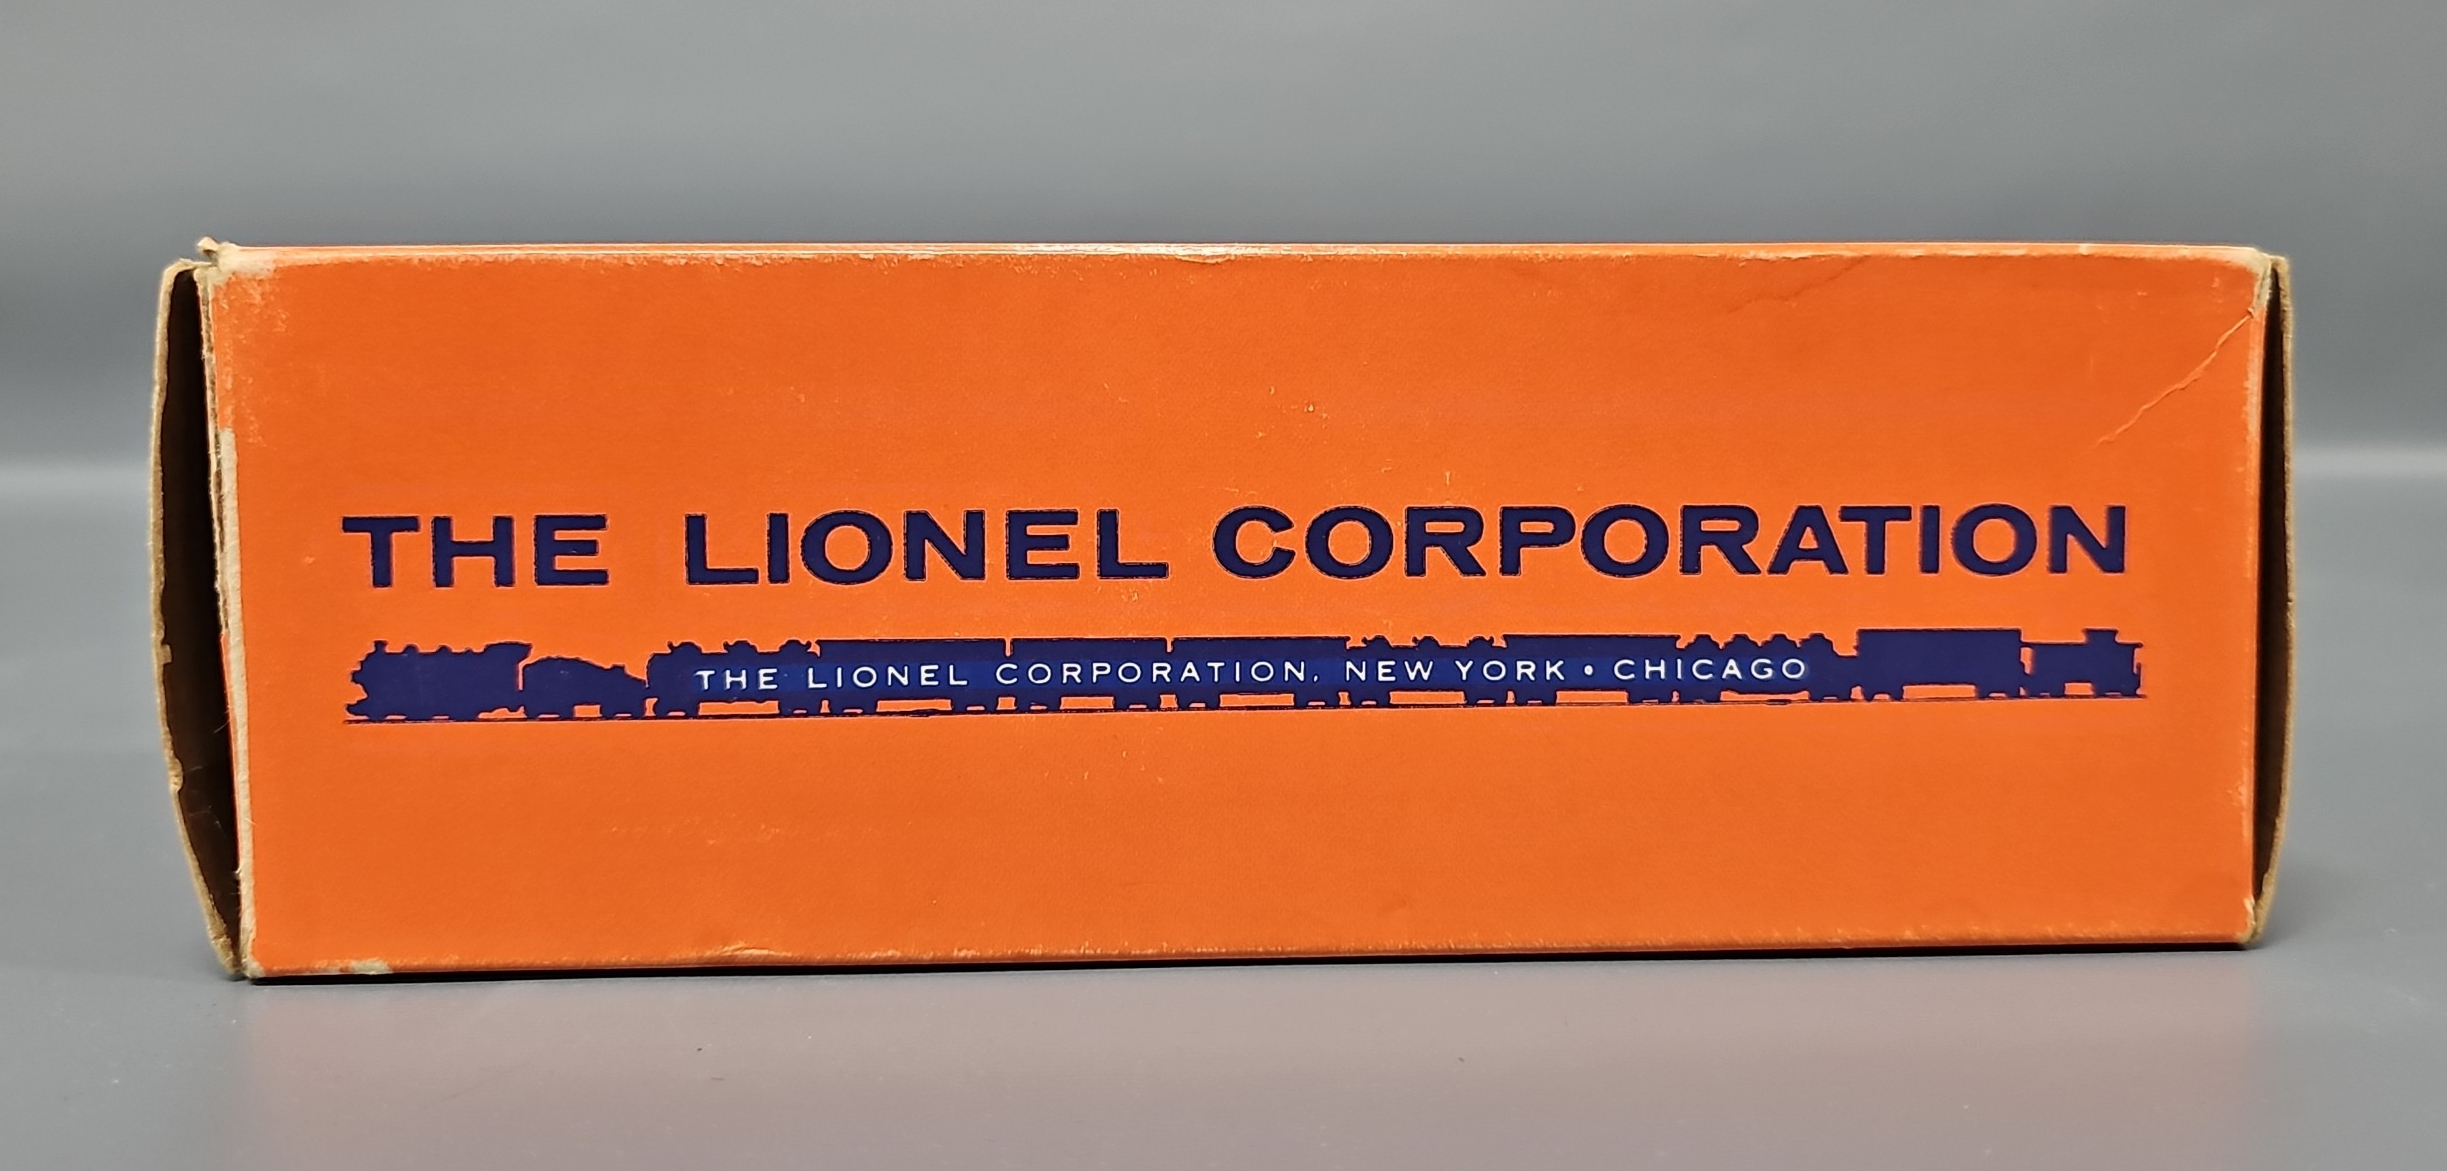 THE LIONEL CORPORATION
THE LIONEL CORPORATION, NEW YORK • CHICAGO